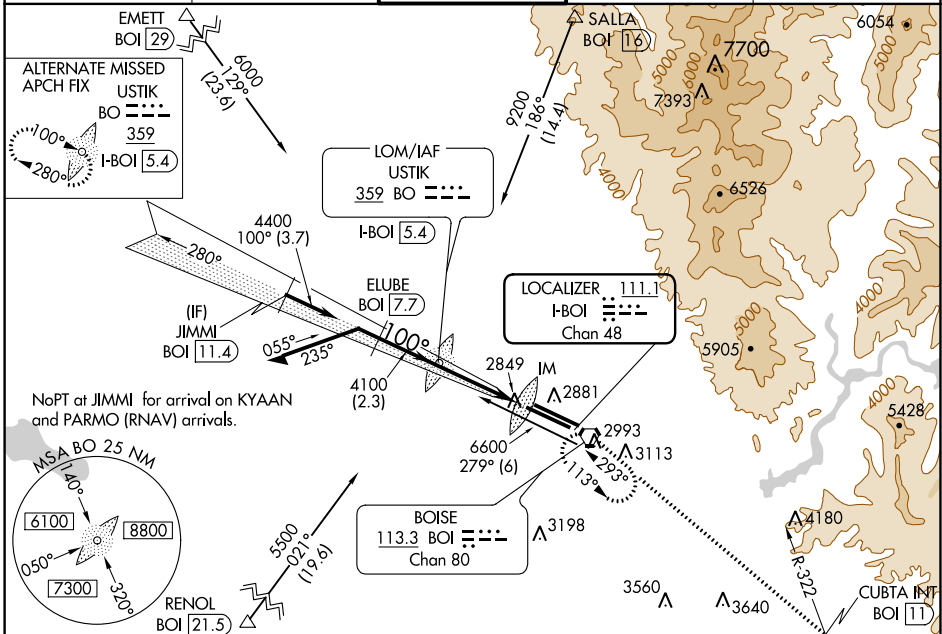 EMETT
BOI 29
6000
129°
(23.6)
SALLA
BOI 16
9200
186°
(14.4)
5000
6000
7700
7393
6526
4000
6054
5000
ALTERNATE MISSED
APCH FIX
USTIK
BO
359
I-BOI 5.4
100°
280°
LOM/IAF
USTIK
359 BO
I-BOI 5.4
4400
100° (3.7)
280°
ELUBE
BOI 7.7
(IF)
JIMMI
BOI 11.4
055°
235°
100°
4100
(2.3)
LOCALIZER 111.1
I-BOI
Chan 48
IM
2849
2881
2993
3113
6600
279° (6)
113°
293°
5000
5905
4000
4000
5428
NoPT at JIMMI for arrival on KYAAN
and PARMO (RNAV) arrivals.
MSA BO 25 NM
140°
6100
8800
050°
7300
320°
5500
021°
(19.6)
RENOL
BOI 21.5
BOISE
113.3 BOI
Chan 80
3198
3560
3640
4180
R-322
CUBTA INT
BOI 11